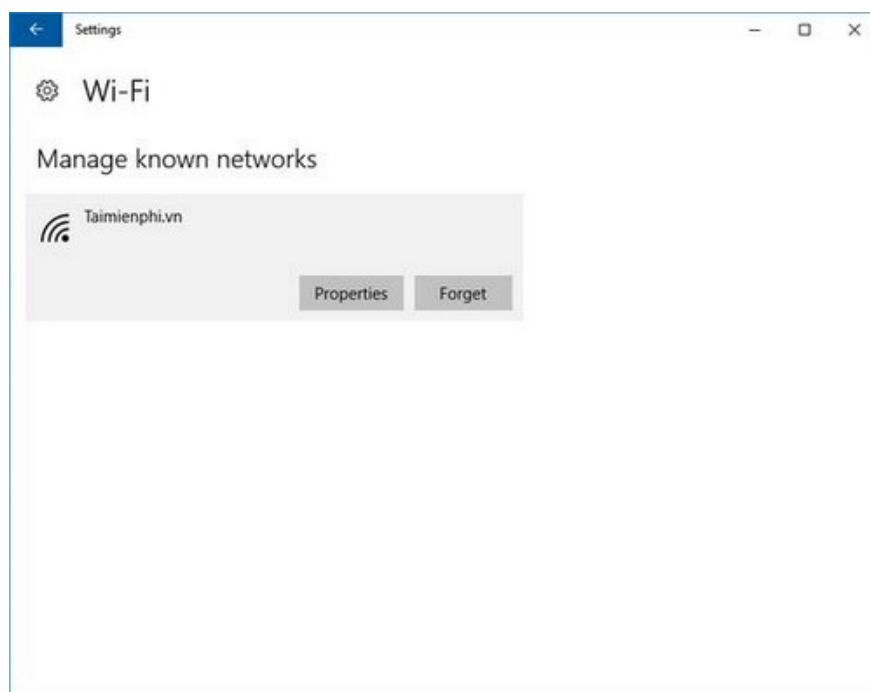 Settings
Wi-Fi
Manage known networks
Taimienphi.vn
Properties Forget